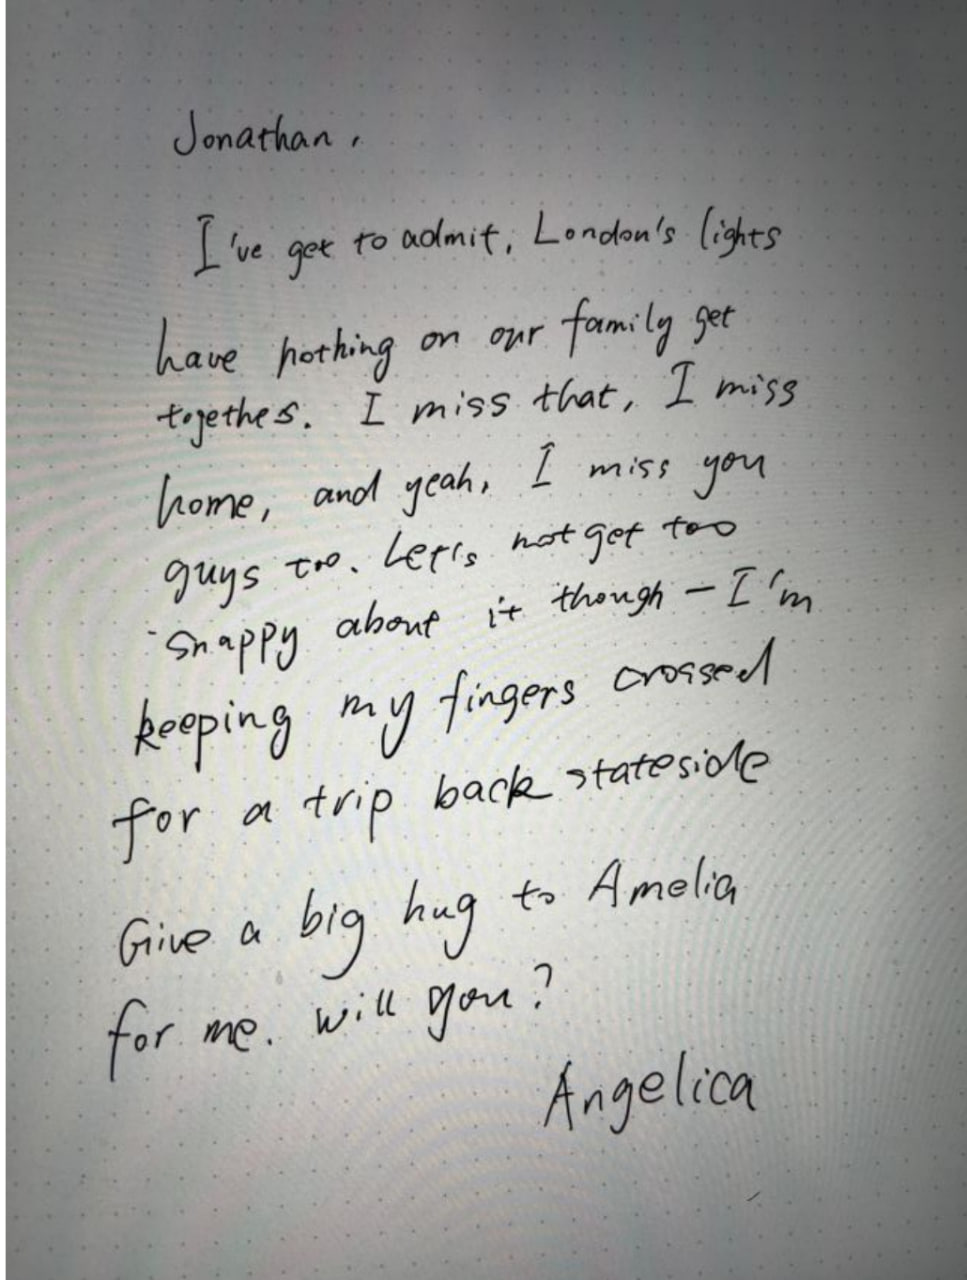 Jonathan,
I've get to admit, London's lights
have nothing on our family get
togethes. I miss that, I miss
home, and yeah, I miss you
guys too. Let's not get too
snappy about it though - I'm
keeping my fingers crossed
for a trip back stateside
Give a big hug to Amelia
for me. will you?
Angelica